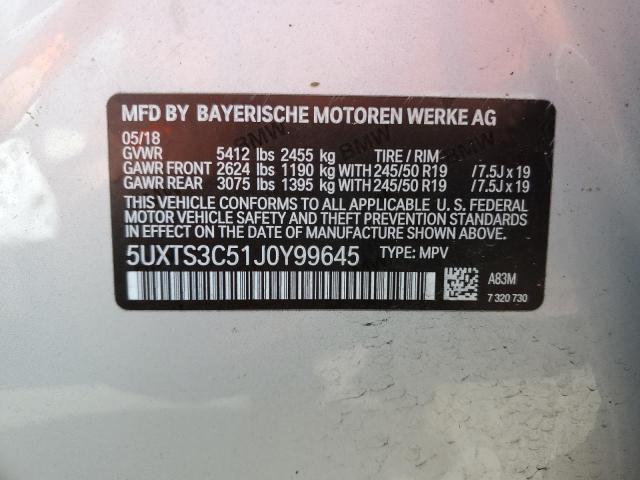 MFD BY BAYERISCHE MOTOREN WERKE AG
05/18
GVWR 5412 lbs 2455 kg TIRE / RIM
GAWR FRONT 2624 lbs 1190 kg WITH 245/50 R19 / 7.5J x 19
GAWR REAR 3075 lbs 1395 kg WITH 245/50 R19 / 7.5J x 19
THIS VEHICLE CONFORMS TO ALL APPLICABLE U. S. FEDERAL
MOTOR VEHICLE SAFETY AND THEFT PREVENTION STANDARDS
IN EFFECT ON THE DATE OF MANUFACTURE SHOWN ABOVE.
5UXTS3C51J0Y99645 TYPE: MPV
A83M
7 320 730
BMW
BMW